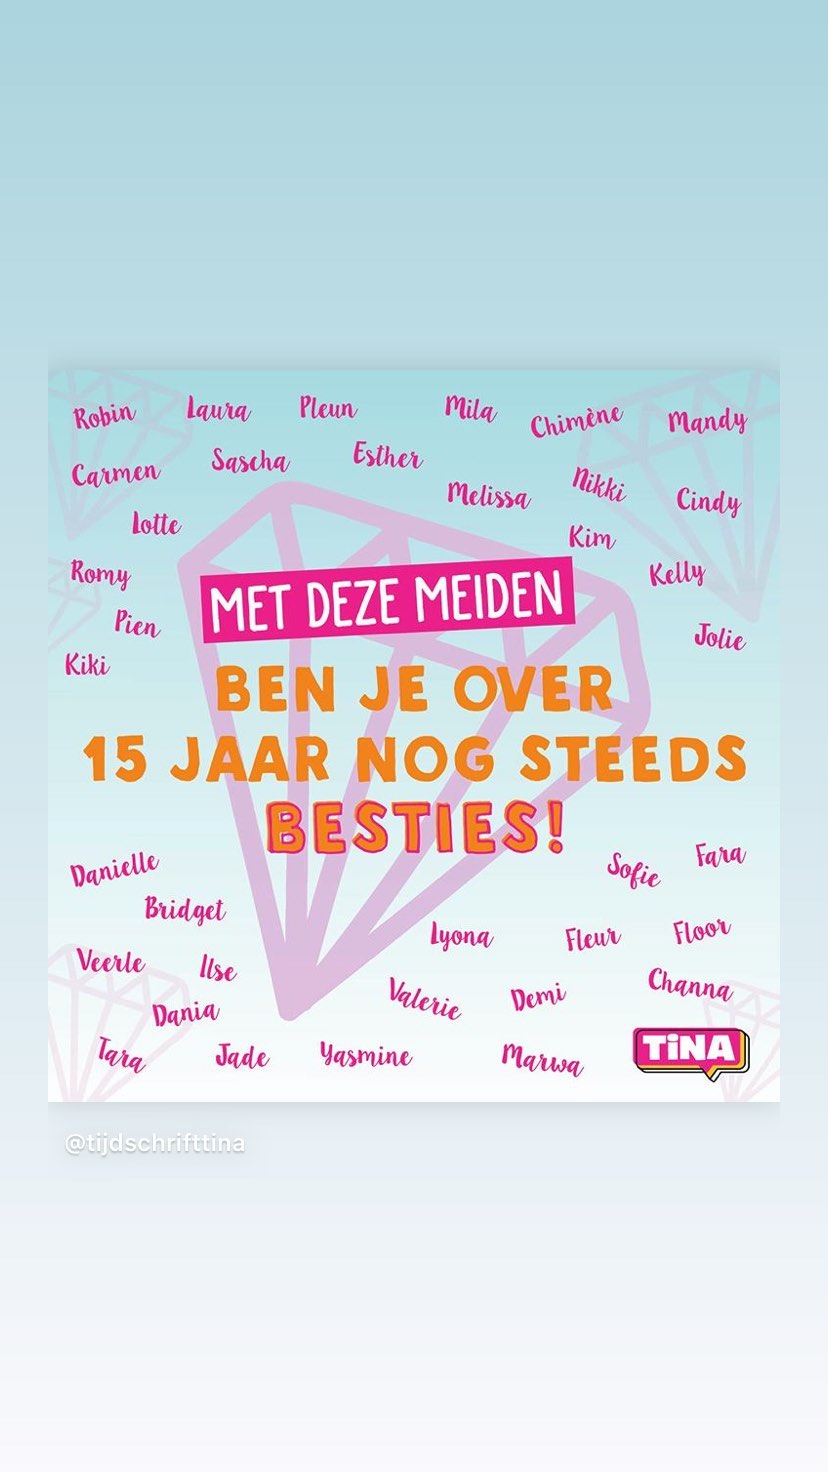 Robin Laura Pleun Mila Chimène Mandy
Carmen Sascha Esther
Melissa Nikki Cindy
Lotte Kim
Romy Kelly
MET DEZE MEIDEN
Pien Jolie
Kiki
BEN JE OVER
15 JAAR NOG STEEDS
BESTIES!
Danielle Sofie Fara
Bridget
Lyona Fleur Floor
Veerle Ilse
Valerie Demi Channa
Dania
Tara Jade Yasmine Marwa
TiNA
@tijdschrifttina